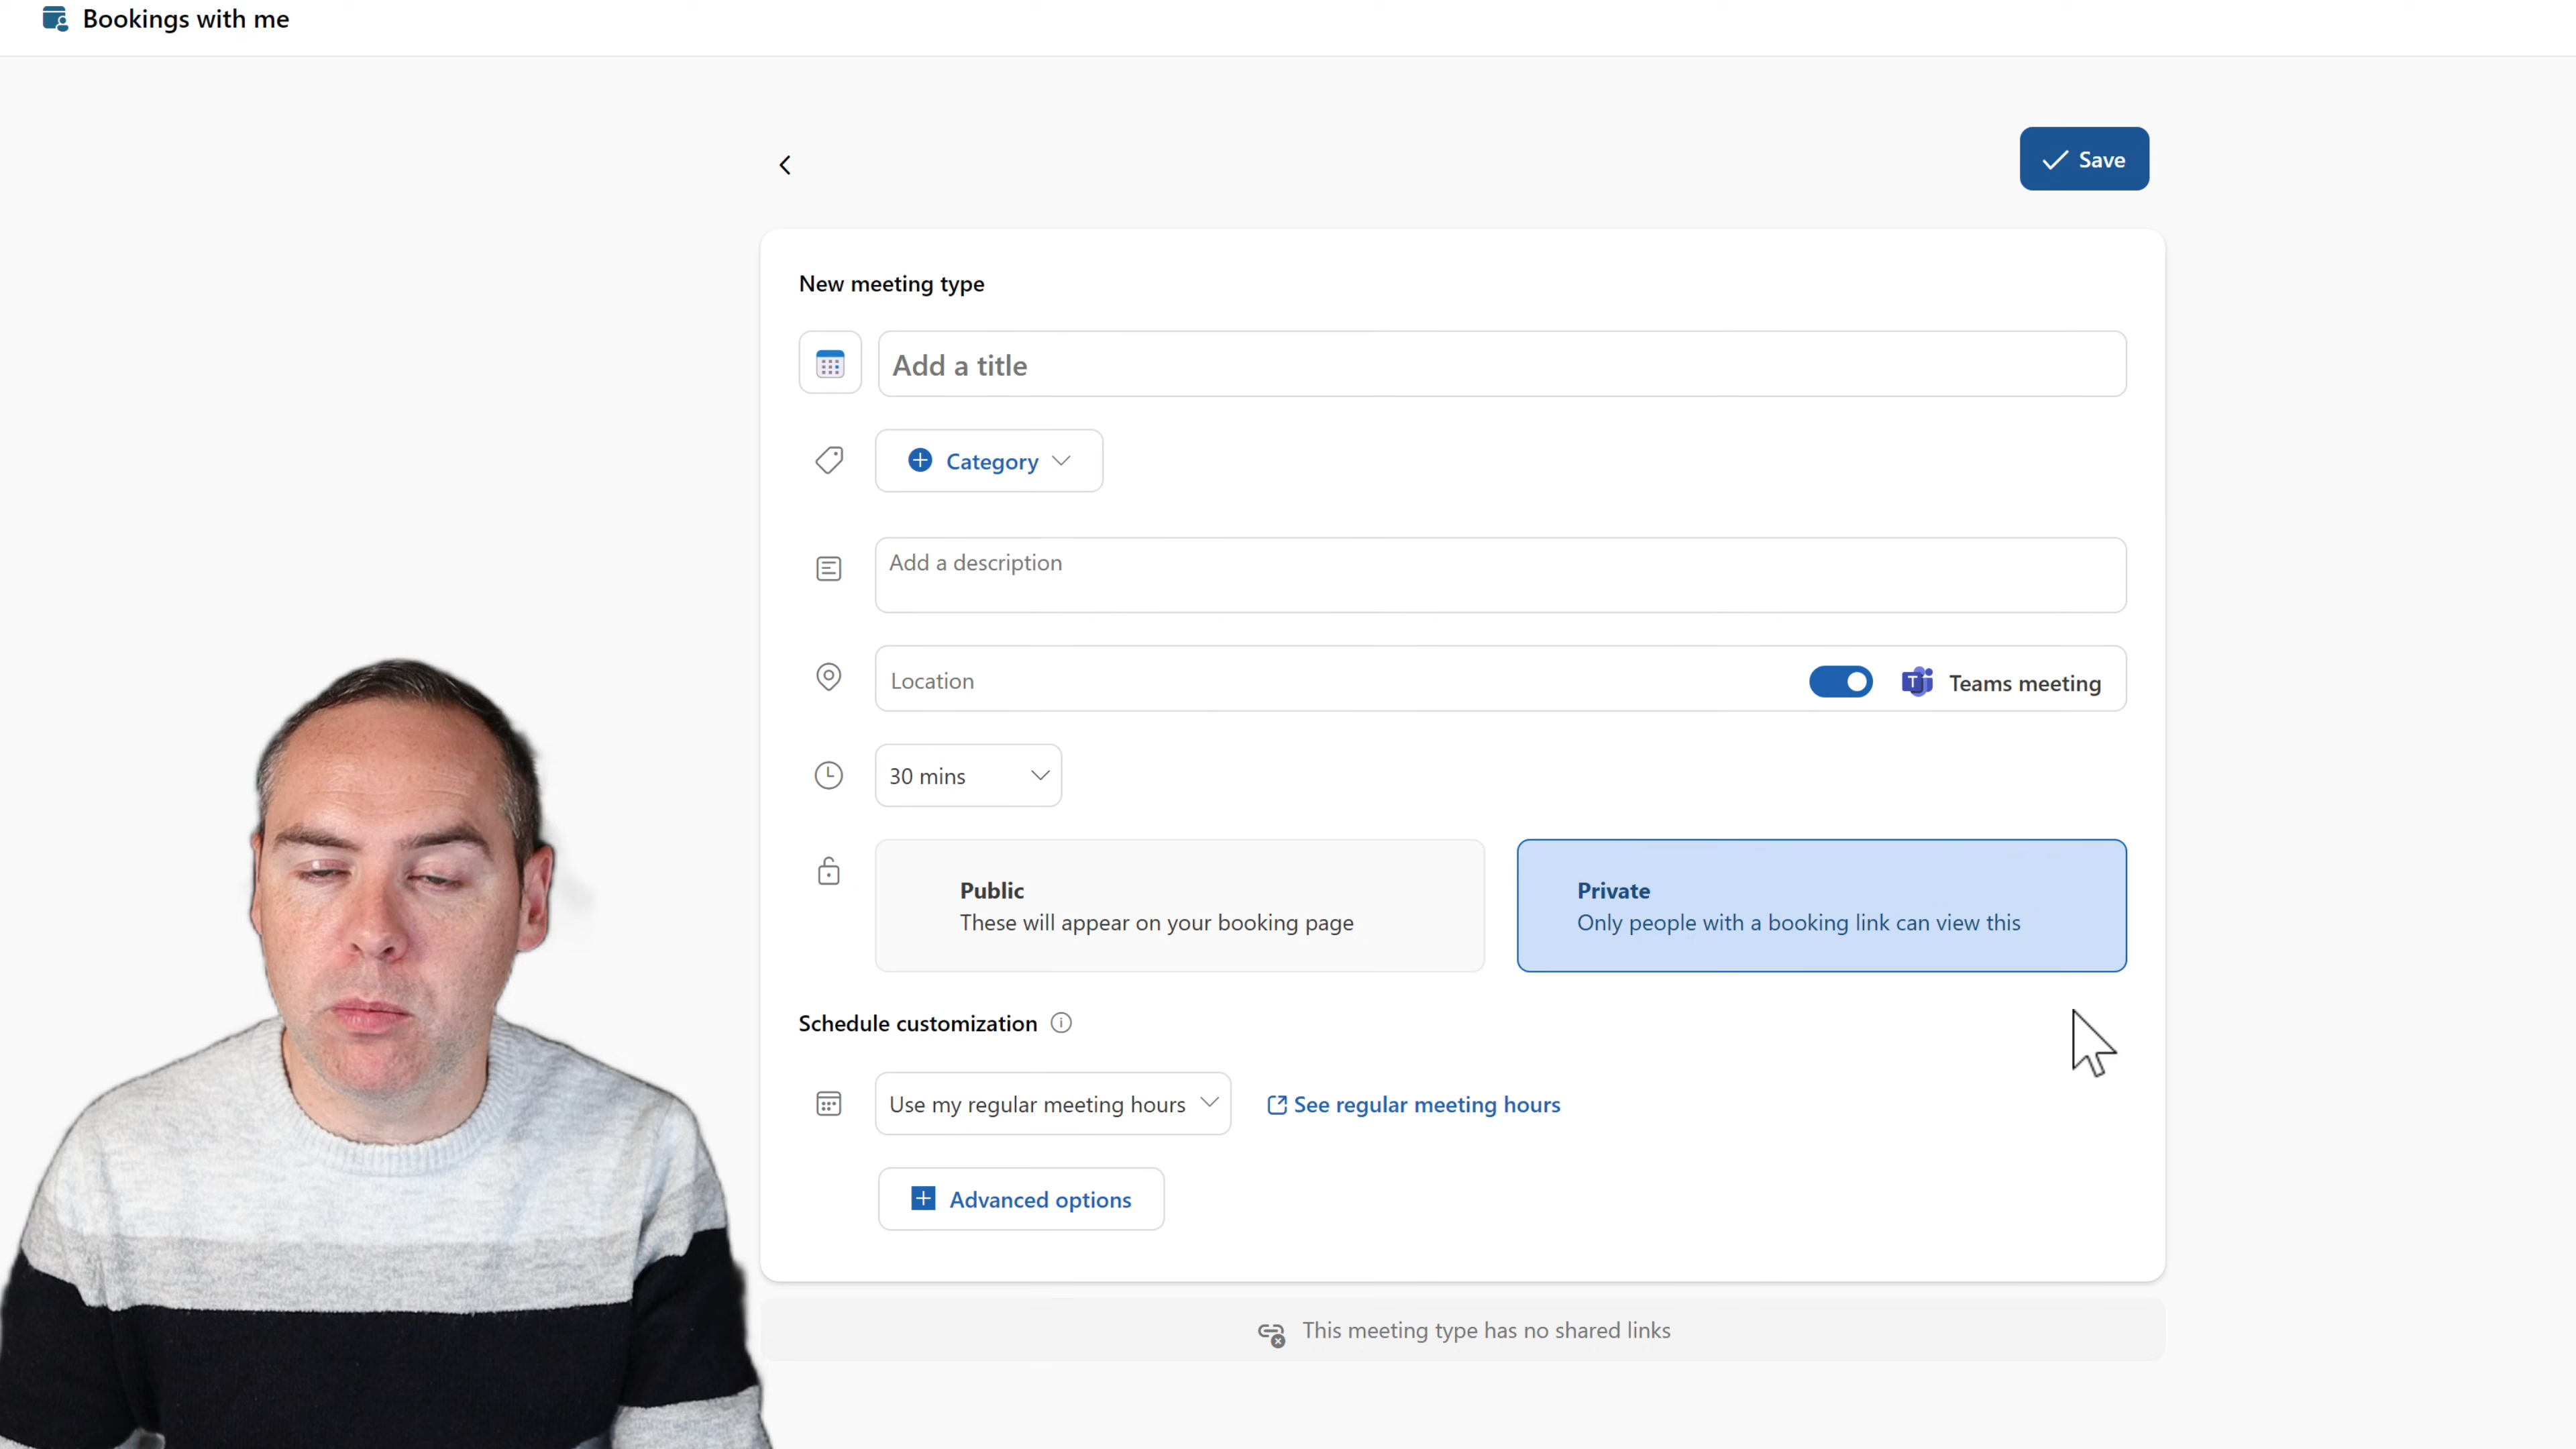 Bookings with me
Save
New meeting type
Add a title
Category
Add a description
Location
Teams meeting
30 mins
Public
These will appear on your booking page
Private
Only people with a booking link can view this
Schedule customization
Use my regular meeting hours
See regular meeting hours
Advanced options
This meeting type has no shared links